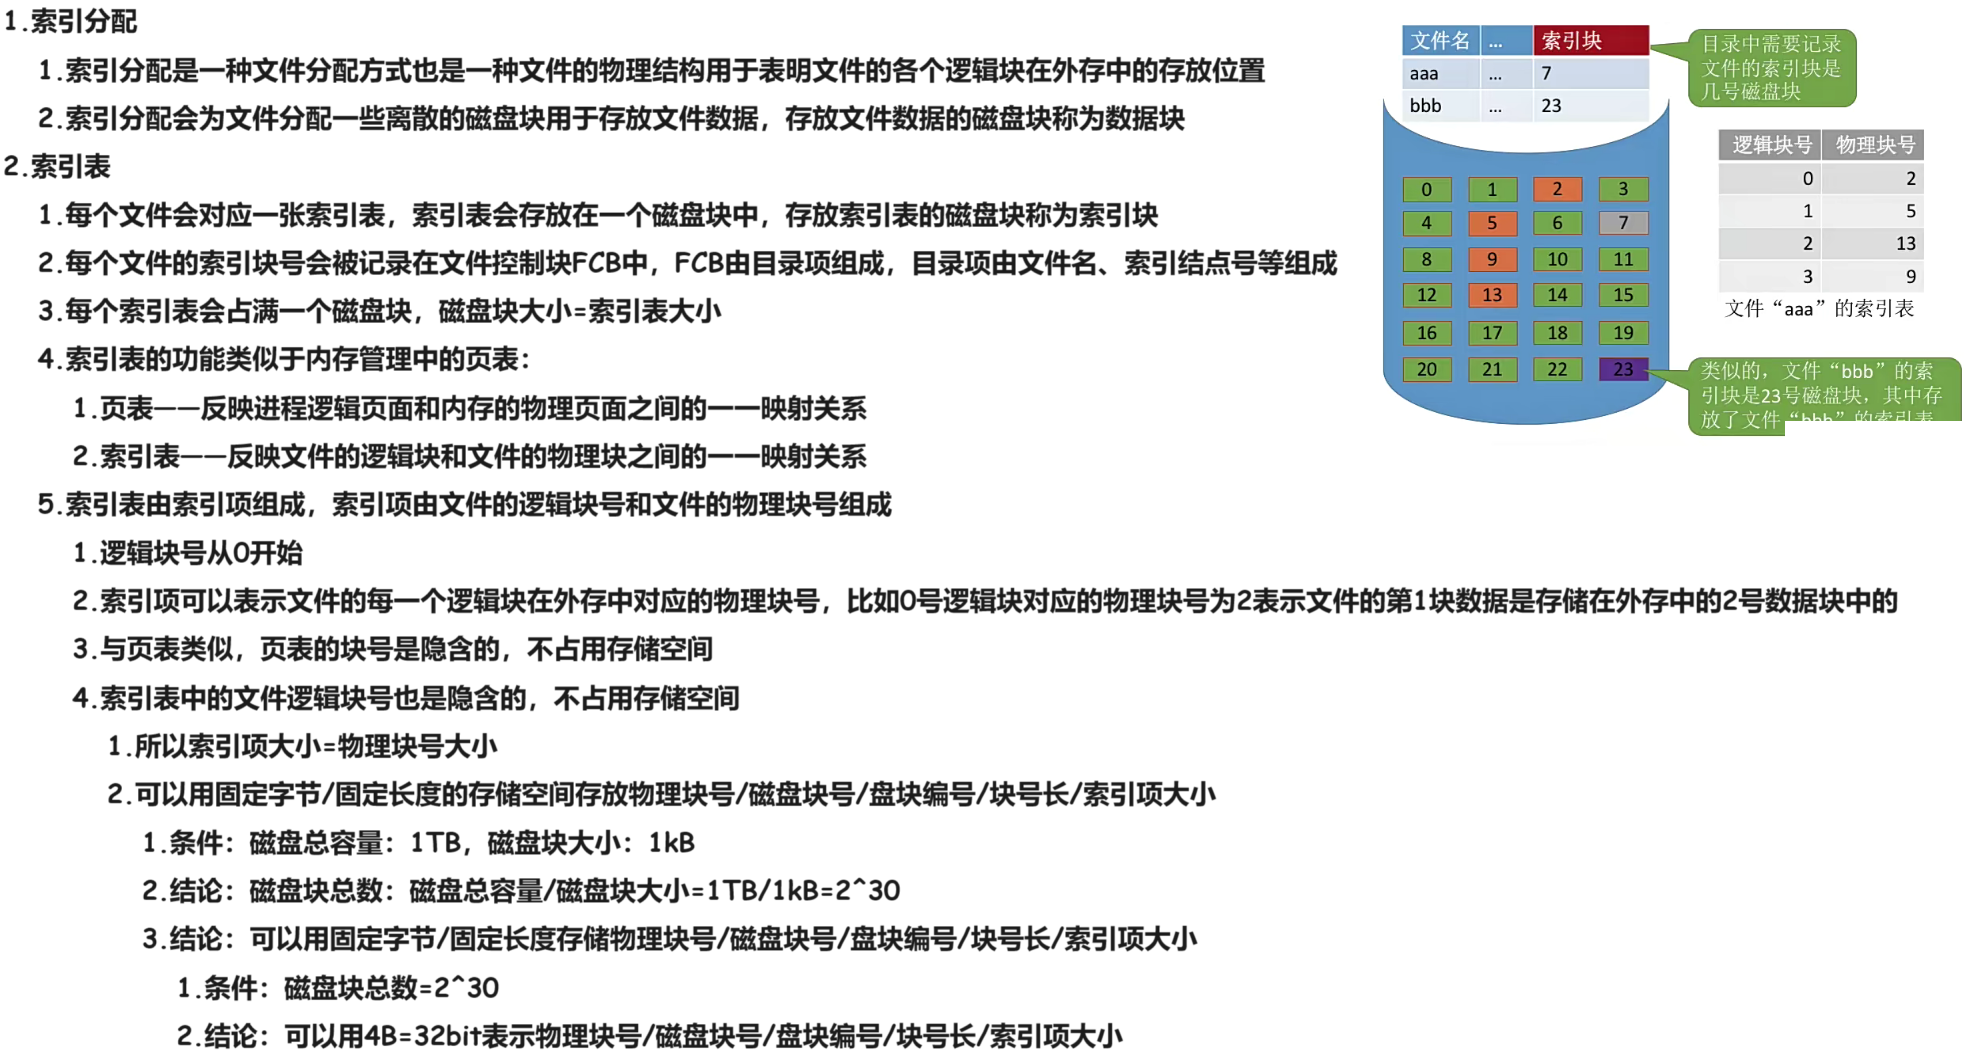 1.索引分配
1.索引分配是一种文件分配方式也是一种文件的物理结构用于表明文件的各个逻辑块在外存中的存放位置
2.索引分配会为文件分配一些离散的磁盘块用于存放文件数据，存放文件数据的磁盘块称为数据块
2.索引表
1.每个文件会对应一张索引表，索引表会存放在一个磁盘块中，存放索引表的磁盘块称为索引块
2.每个文件的索引块号会被记录在文件控制块FCB中，FCB由目录项组成，目录项由文件名、索引结点号等组成
3.每个索引表会占满一个磁盘块，磁盘块大小=索引表大小
4.索引表的功能类似于内存管理中的页表：
1.页表——反映进程逻辑页面和内存的物理页面之间的一一映射关系
2.索引表——反映文件的逻辑块和文件的物理块之间的一一映射关系
5.索引表由索引项组成，索引项由文件的逻辑块号和文件的物理块号组成
1.逻辑块号从0开始
2.索引项可以表示文件的每一个逻辑块在外存中对应的物理块号，比如0号逻辑块对应的物理块号为2表示文件的第1块数据是存储在外存中的2号数据块中的
3.与页表类似，页表的块号是隐含的，不占用存储空间
4.索引表中的文件逻辑块号也是隐含的，不占用存储空间
1.所以索引项大小=物理块号大小
2.可以用固定字节/固定长度的存储空间存放物理块号/磁盘块号/盘块编号/块号长/索引项大小
1.条件：磁盘总容量：1TB，磁盘块大小：1kB
2.结论：磁盘块总数：磁盘总容量/磁盘块大小=1TB/1kB=2^30
3.结论：可以用固定字节/固定长度存储物理块号/磁盘块号/盘块编号/块号长/索引项大小
1.条件：磁盘块总数=2^30
2.结论：可以用4B=32bit表示物理块号/磁盘块号/盘块编号/块号长/索引项大小
文件名 ... 索引块
aaa ... 7
bbb ... 23
目录中需要记录
文件的索引块是
几号磁盘块
0 1 2 3
4 5 6 7
8 9 10 11
12 13 14 15
16 17 18 19
20 21 22 23
逻辑块号 物理块号
0 2
1 5
2 13
3 9
文件“aaa”的索引表
类似的，文件“bbb”的索
引块是23号磁盘块，其中存
放了文件“bbb”的索引表